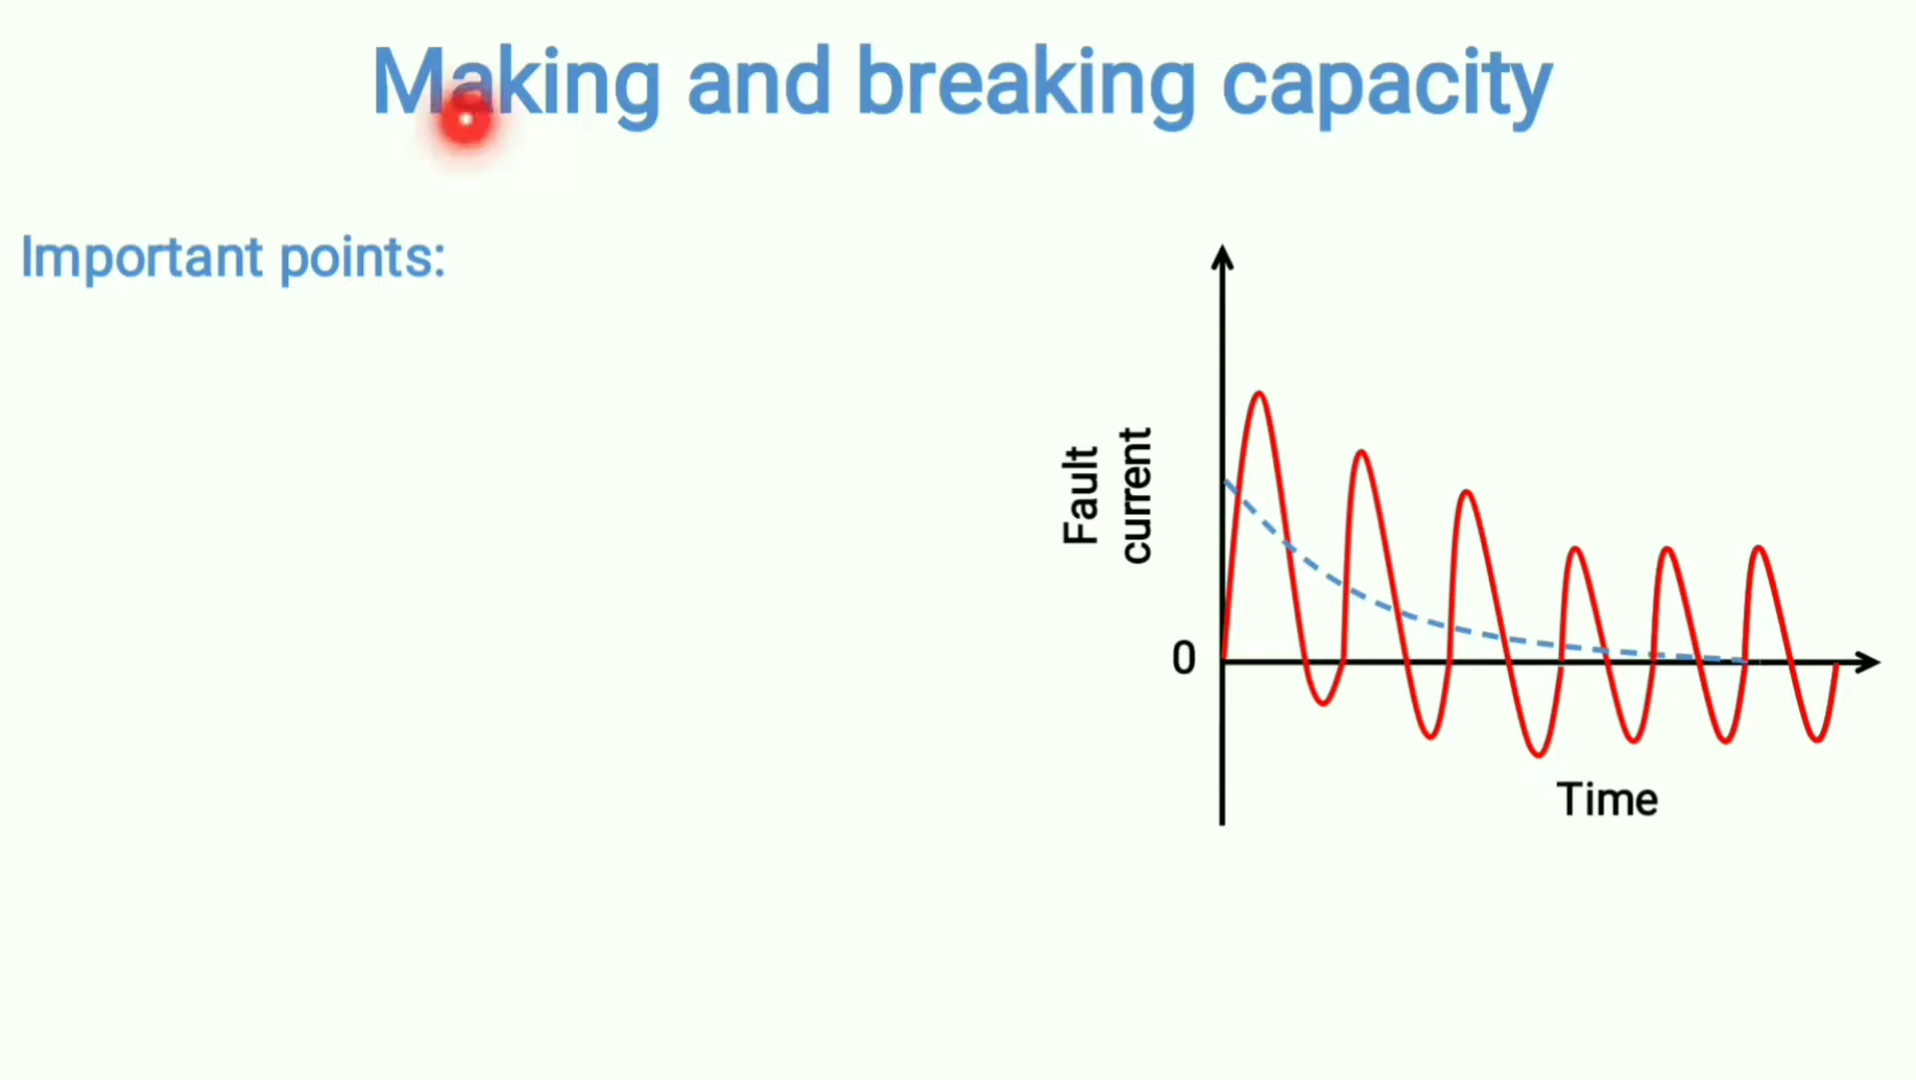 Making and breaking capacity
Important points:
Fault
current
0
Time